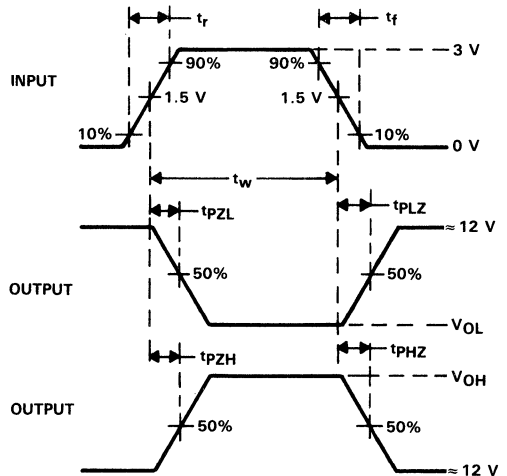 tr
tf
3 V
90%
90%
INPUT
1.5 V
1.5 V
10%
10%
0 V
tw
tPZL
tPLZ
≈ 12 V
50%
50%
OUTPUT
VOL
tPZH
tPHZ
VOH
OUTPUT
50%
50%
≈ 12 V